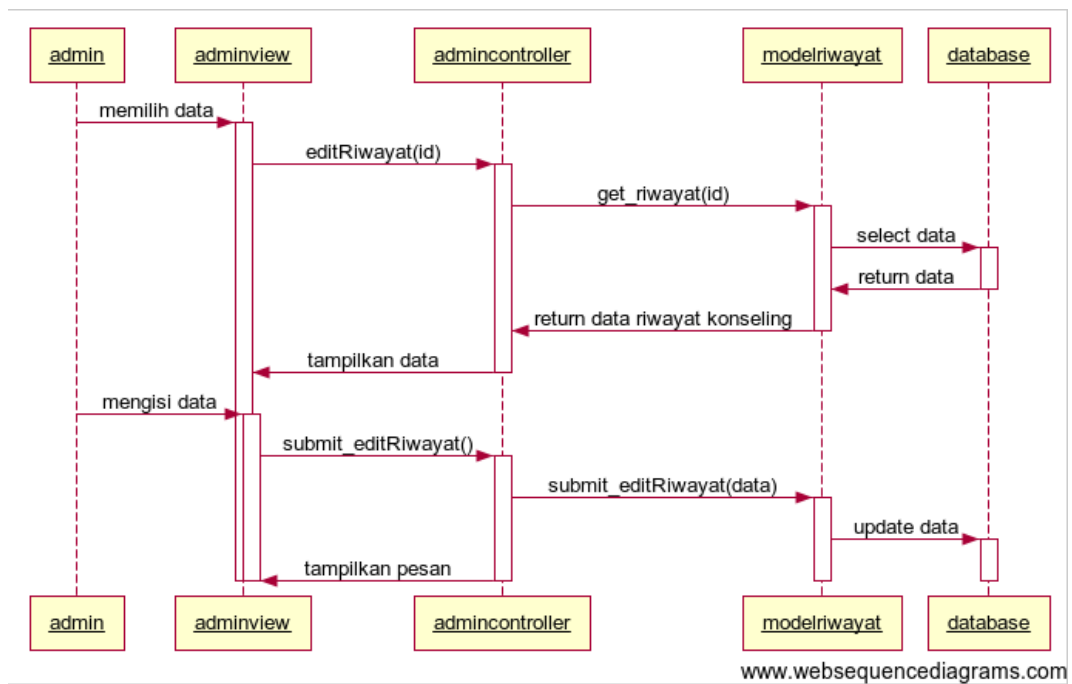 admin adminview admincontroller modelriwayat database
memilih data
editRiwayat(id)
get_riwayat(id)
select data
return data
return data riwayat konseling
tampilkan data
mengisi data
submit_editRiwayat()
submit_editRiwayat(data)
update data
tampilkan pesan
admin adminview admincontroller modelriwayat database
www.websequencediagrams.com